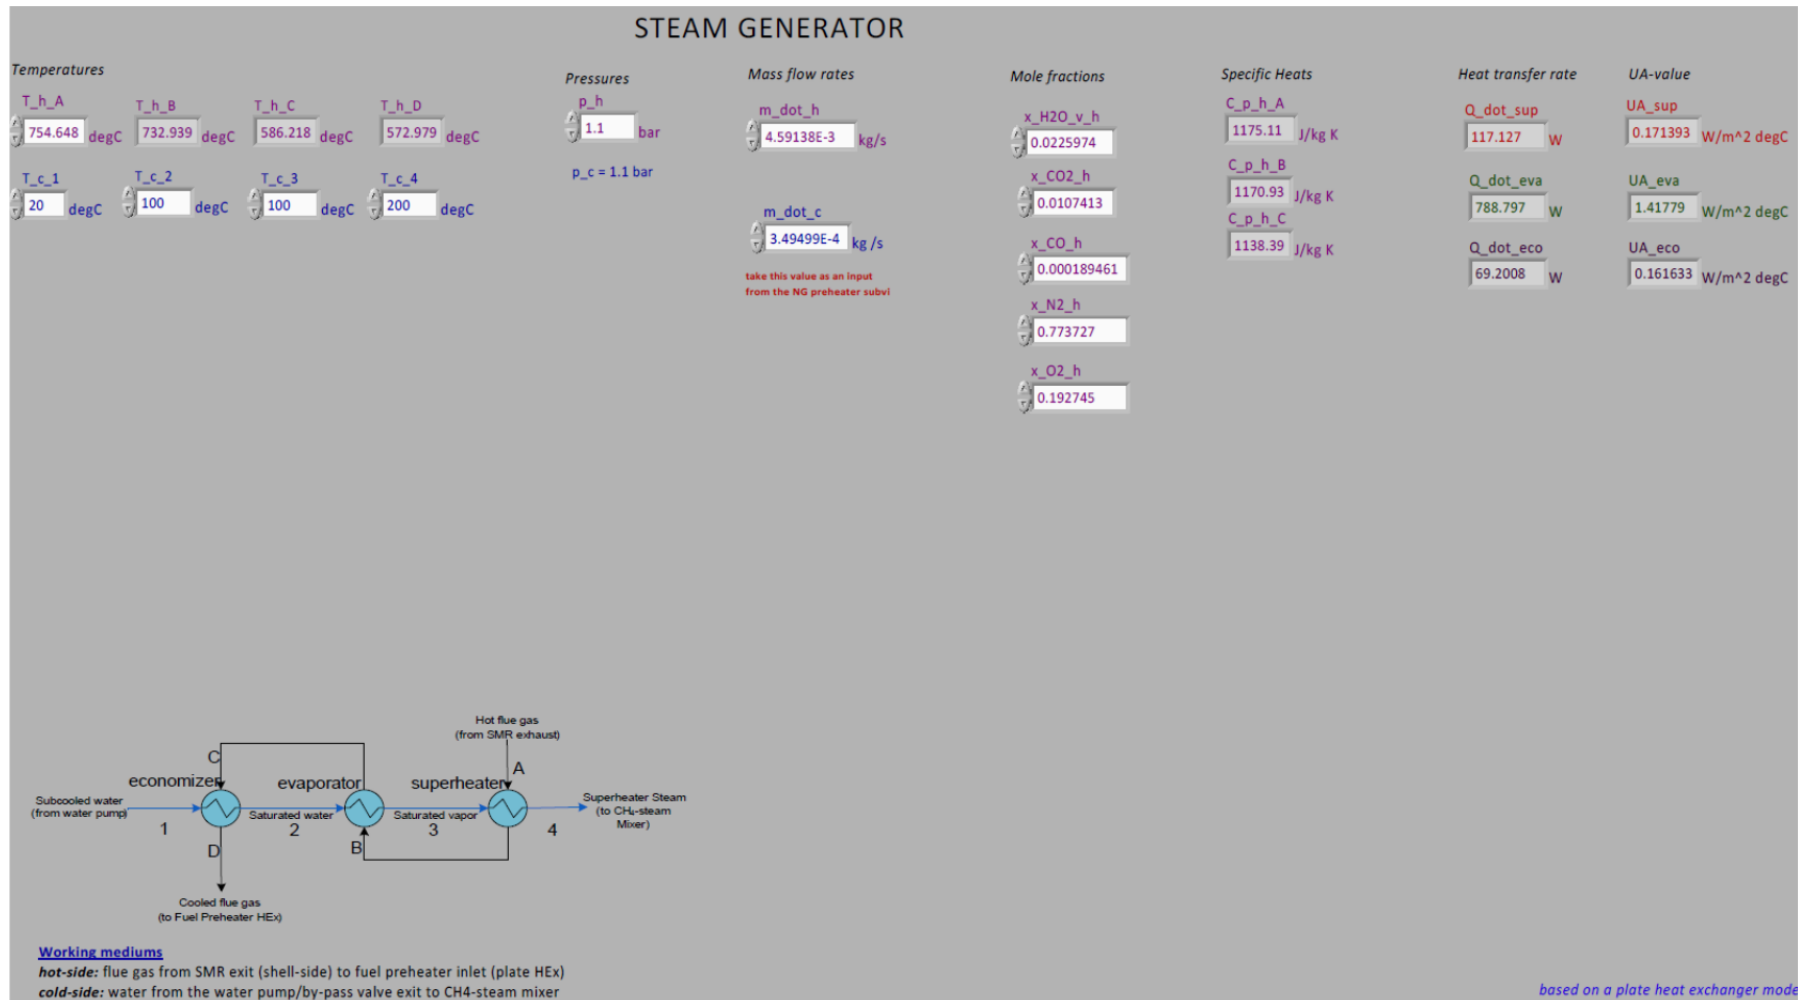 STEAM GENERATOR
Temperatures
Pressures
Mass flow rates
Mole fractions
Specific Heats
Heat transfer rate
UA-value
T_h_A
754.648 degC
T_h_B
732.939 degC
T_h_C
586.218 degC
T_h_D
572.979 degC
T_c_1
20 degC
T_c_2
100 degC
T_c_3
100 degC
T_c_4
200 degC
p_h
1.1 bar
p_c = 1.1 bar
m_dot_h
4.59138E-3 kg/s
m_dot_c
3.49499E-4 kg /s
take this value as an input
from the NG preheater subvi
x_H2O_v_h
0.0225974
x_CO2_h
0.0107413
x_CO_h
0.000189461
x_N2_h
0.773727
x_O2_h
0.192745
C_p_h_A
1175.11 J/kg K
C_p_h_B
1170.93 J/kg K
C_p_h_C
1138.39 J/kg K
Q_dot_sup
117.127 W
Q_dot_eva
788.797 W
Q_dot_eco
69.2008 W
UA_sup
0.171393 W/m^2 degC
UA_eva
1.41779 W/m^2 degC
UA_eco
0.161633 W/m^2 degC
Hot flue gas
(from SMR exhaust)
C
A
economizer
evaporator
superheater
Subcooled water
(from water pump)
1
Saturated water
2
Saturated vapor
3
4
Superheater Steam
(to CH₄-steam
Mixer)
D
B
Cooled flue gas
(to Fuel Preheater HEx)
Working mediums
hot-side: flue gas from SMR exit (shell-side) to fuel preheater inlet (plate HEx)
cold-side: water from the water pump/by-pass valve exit to CH4-steam mixer
based on a plate heat exchanger mode